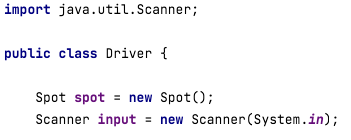 import java.util.Scanner;
public class Driver {
Spot spot = new Spot();
Scanner input = new Scanner(System.in);